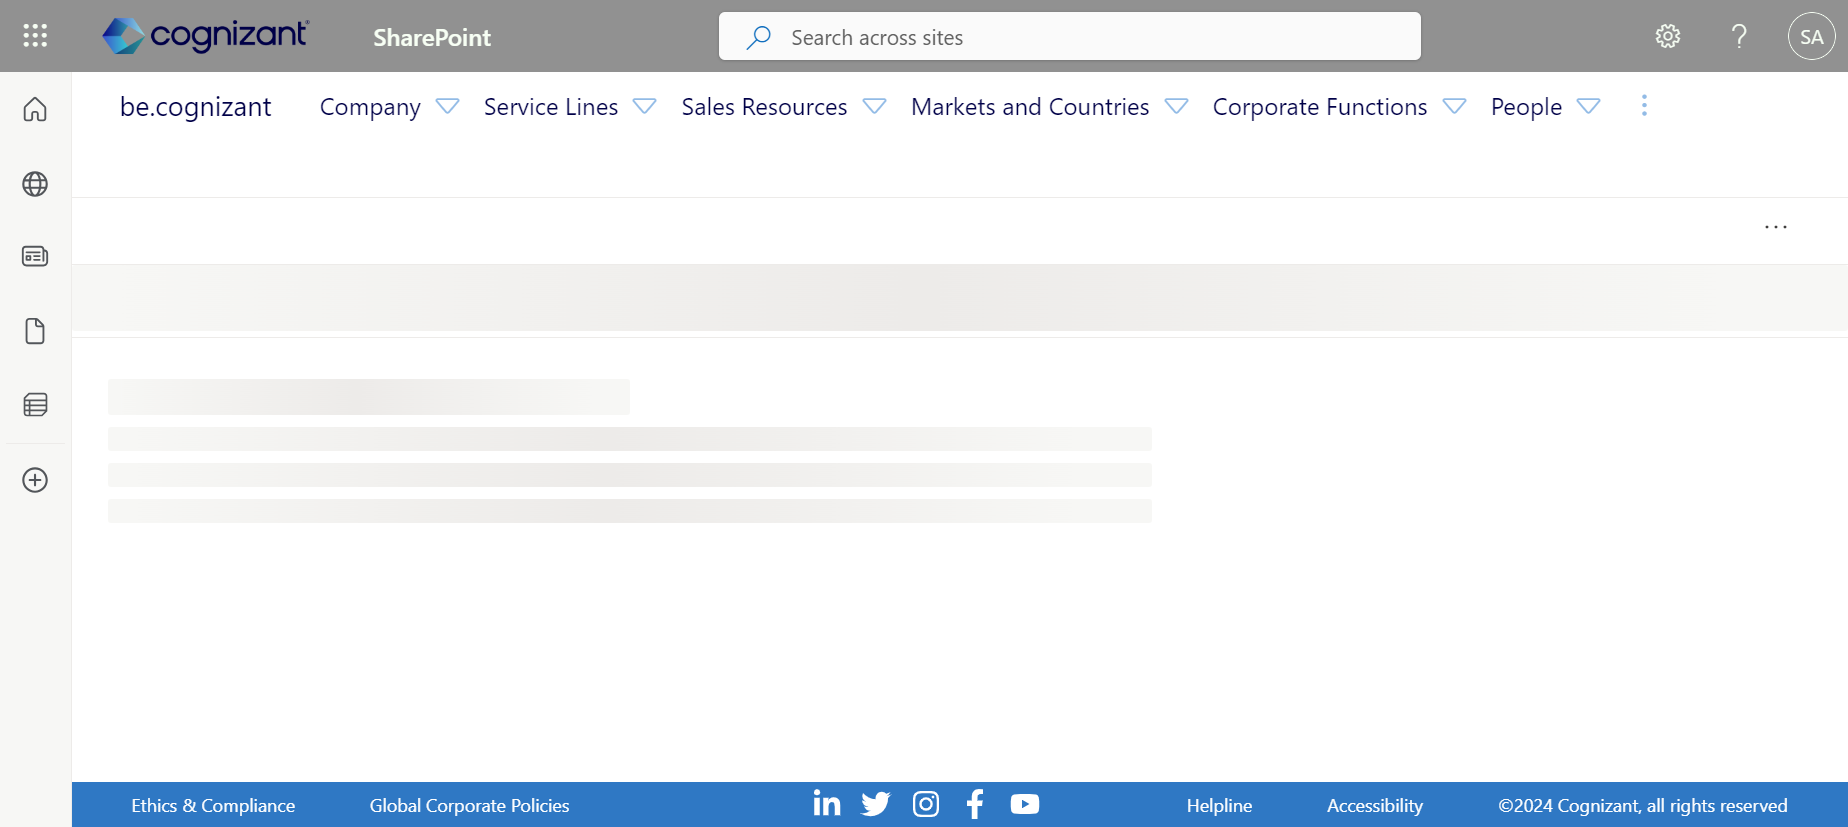 cognizant
SharePoint
Search across sites
SA
be.cognizant
Company
Service Lines
Sales Resources
Markets and Countries
Corporate Functions
People
Ethics & Compliance
Global Corporate Policies
Helpline
Accessibility
©2024 Cognizant, all rights reserved